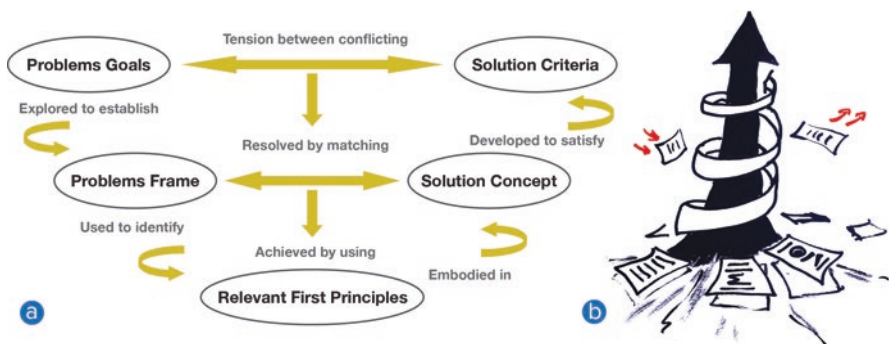 Tension between conflicting
Problems Goals
Solution Criteria
Explored to establish
Resolved by matching
Developed to satisfy
Problems Frame
Solution Concept
Used to identify
Achieved by using
Embodied in
Relevant First Principles
a
b